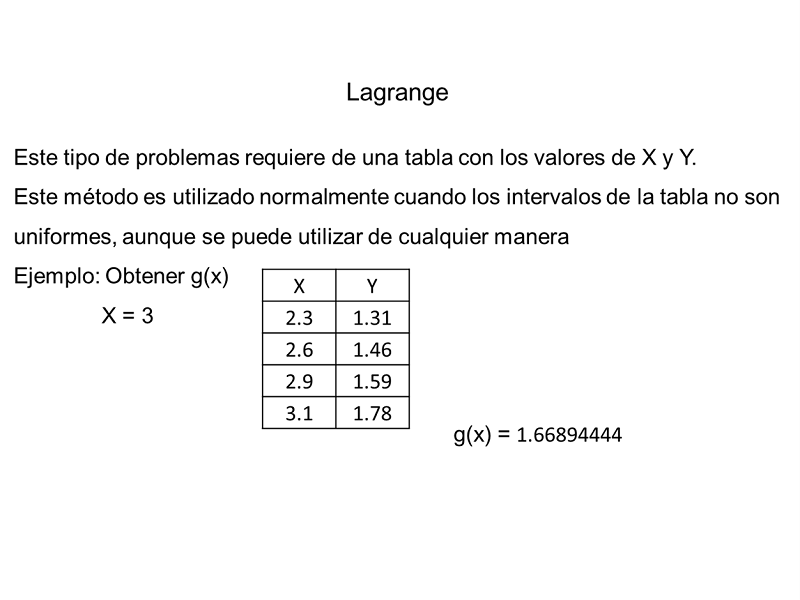 Lagrange
Este tipo de problemas requiere de una tabla con los valores de X y Y.
Este método es utilizado normalmente cuando los intervalos de la tabla no son
uniformes, aunque se puede utilizar de cualquier manera
Ejemplo: Obtener g(x)
X = 3
X Y
2.3 1.31
2.6 1.46
2.9 1.59
3.1 1.78
g(x) = 1.66894444